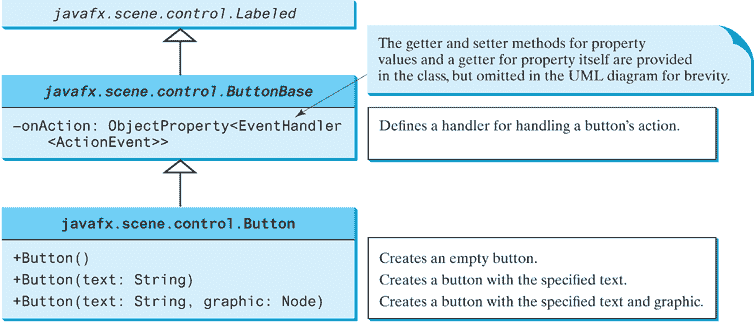 javafx.scene.control.Labeled
The getter and setter methods for property
values and a getter for property itself are provided
in the class, but omitted in the UML diagram for brevity.
javafx.scene.control.ButtonBase
–onAction: ObjectProperty<EventHandler
<ActionEvent>>
Defines a handler for handling a button's action.
javafx.scene.control.Button
+Button()
+Button(text: String)
+Button(text: String, graphic: Node)
Creates an empty button.
Creates a button with the specified text.
Creates a button with the specified text and graphic.